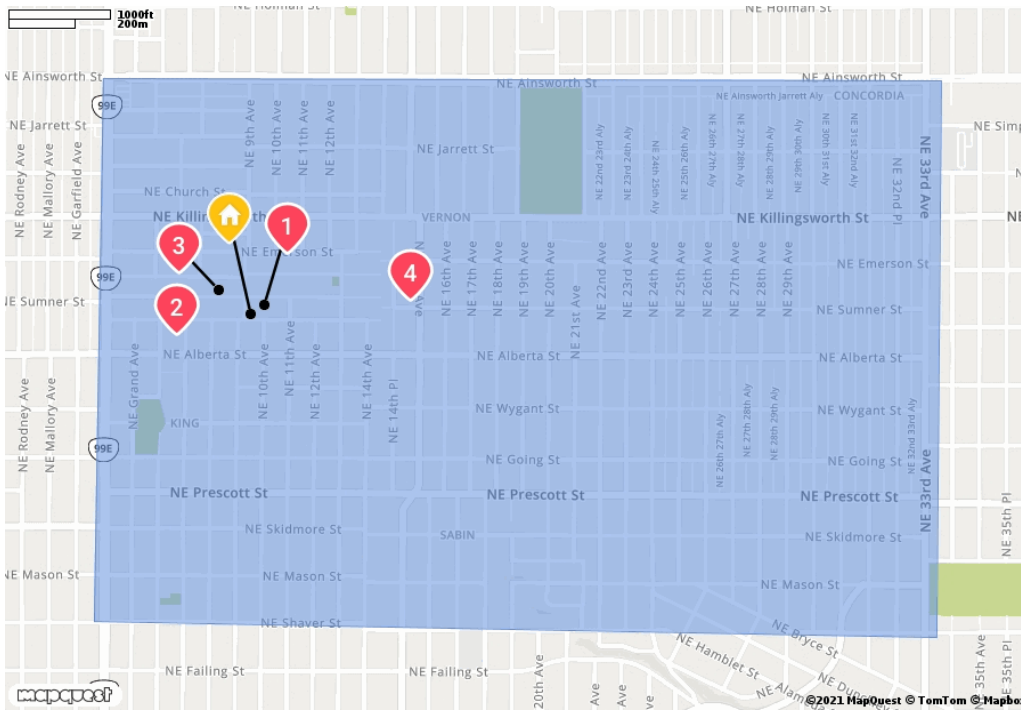 NE Holman St
NE Holman St
1000ft
200m
NE Ainsworth St
NE Ainsworth St
NE Ainsworth St
99E
NE Ainsworth Jarrett Aly
CONCORDIA
NE Jarrett St
NE Jarrett St
NE Rodney Ave
NE Mallory Ave
NE Garfield Ave
NE 9th Ave
NE 10th Ave
NE 11th Ave
NE 12th Ave
NE 22nd 23rd Aly
NE 23rd 24th Aly
NE 24th 25th Aly
NE 25th 26th Aly
NE 26th 27th Aly
NE 27th 28th Aly
NE 28th 29th Aly
NE 29th 30th Aly
NE 30th 31st Aly
NE 31st 32nd Aly
NE 32nd Pl
NE 33rd Ave
NE Church St
VERNON
NE Killingsworth St
1
3
NE Emerson St
NE Emerson St
99E
4
2
NE Sumner St
NE Sumner St
NE 16th Ave
NE 17th Ave
NE 18th Ave
NE 19th Ave
NE 20th Ave
NE 21st Ave
NE 22nd Ave
NE 23rd Ave
NE 24th Ave
NE 25th Ave
NE 26th Ave
NE 27th Ave
NE 28th Ave
NE 29th Ave
NE Alberta St
NE Alberta St
NE Alberta St
NE Rodney Ave
NE Mallory Ave
NE Grand Ave
NE 10th Ave
NE 11th Ave
NE 12th Ave
NE 14th Ave
NE 14th Pl
NE Wygant St
NE Wygant St
KING
99E
NE Going St
NE Going St
NE 26th 27th Aly
NE 27th 28th Aly
NE 28th 29th Aly
NE 32nd 33rd Aly
NE 33rd Ave
NE Prescott St
NE Prescott St
NE Prescott St
NE Skidmore St
SABIN
NE Skidmore St
NE 35th Pl
NE Mason St
NE Mason St
NE Mason St
NE Shaver St
NE Bryce St
NE Hamblet St
NE Failing St
NE Failing St
20th Ave
Ave
Ave
NE 35th Ave
NE 35th Pl
mapquest
©2021 MapQuest © TomTom © Mapbo